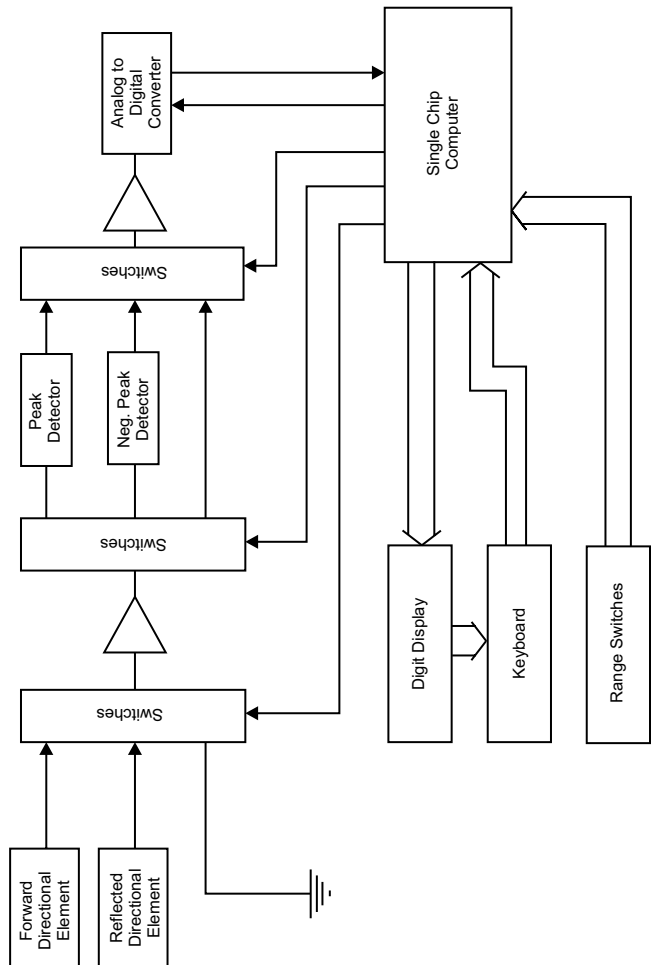 Forward
Directional
Element
Reflected
Directional
Element
Switches
Switches
Peak
Detector
Neg. Peak
Detector
Switches
Analog to
Digital
Converter
Single Chip
Computer
Digit Display
Keyboard
Range Switches